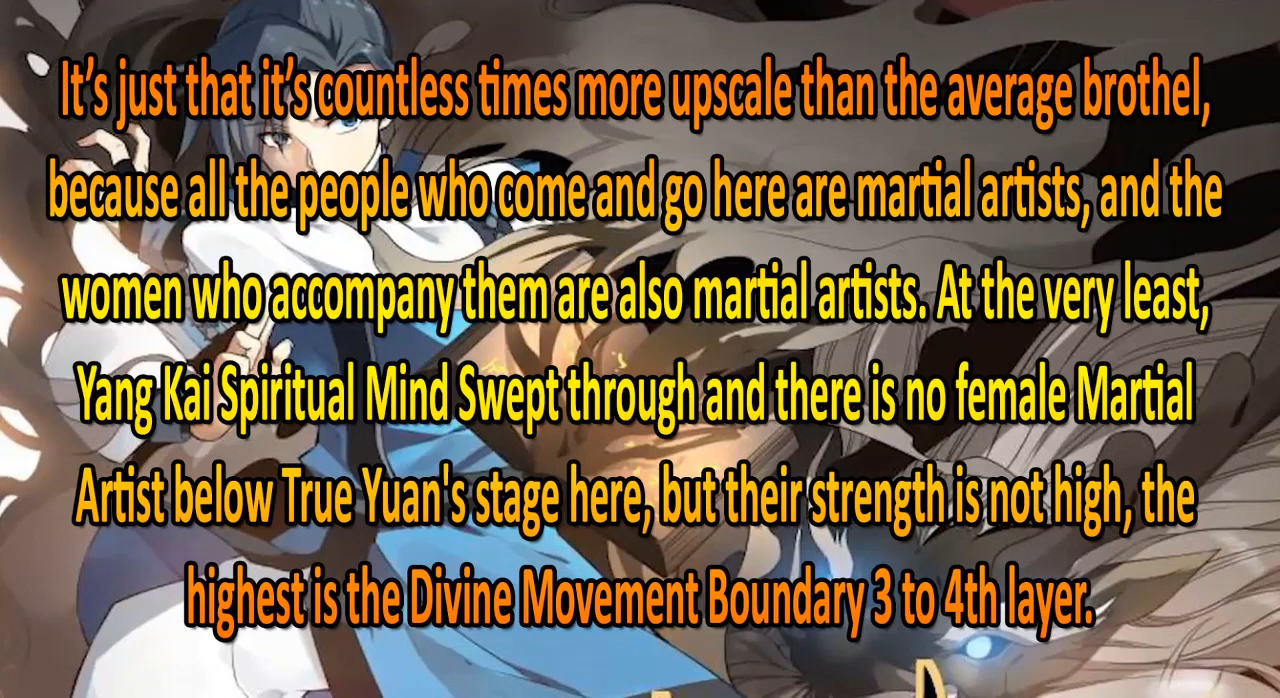 It’s just that it’s countless times more upscale than the average brothel,
because all the people who come and go here are martial artists, and the
women who accompany them are also martial artists. At the very least,
Yang Kai Spiritual Mind Swept through and there is no female Martial
Artist below True Yuan's stage here, but their strength is not high, the
highest is the Divine Movement Boundary 3 to 4th layer.